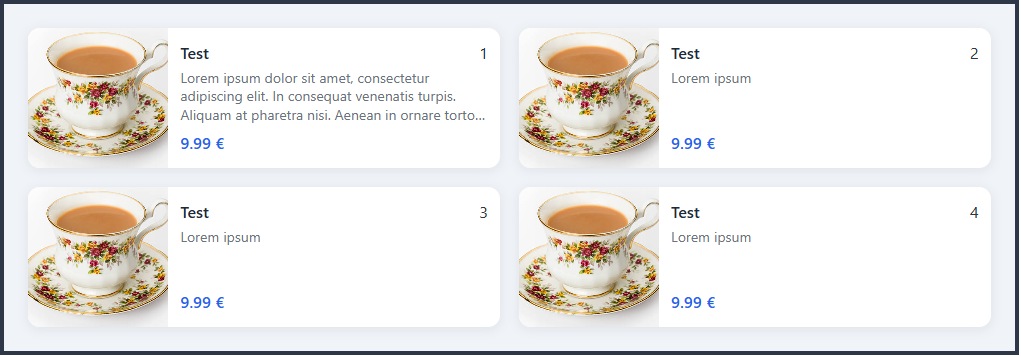 Test 1
Lorem ipsum dolor sit amet, consectetur
adipiscing elit. In consequat venenatis turpis.
Aliquam at pharetra nisi. Aenean in ornare torto...
9.99 €
Test 2
Lorem ipsum
9.99 €
Test 3
Lorem ipsum
9.99 €
Test 4
Lorem ipsum
9.99 €